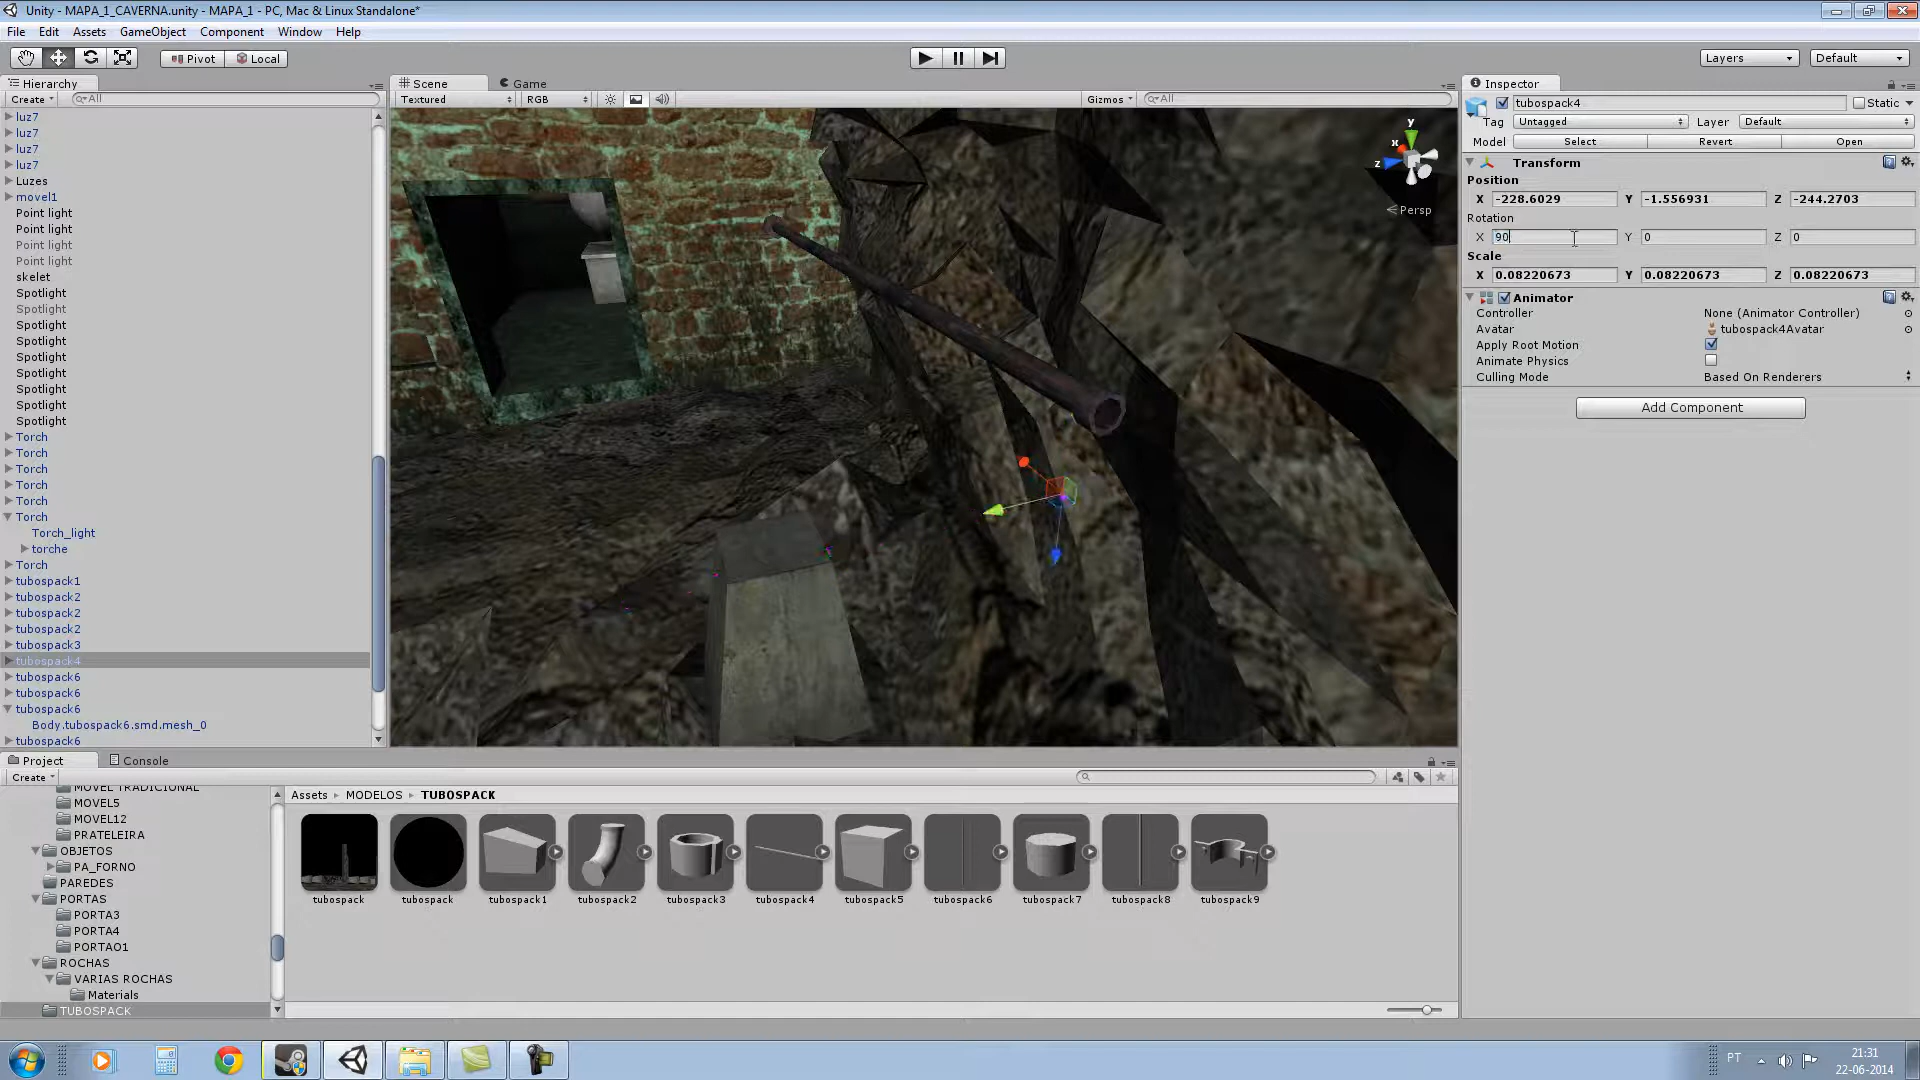 Unity - MAPA_1_CAVERNA.unity - MAPA_1 - PC, Mac & Linux Standalone*
File Edit Assets GameObject Component Window Help
Pivot Local Layers Default
Hierarchy
Create All
luz7
luz7
luz7
luz7
Luzes
movel1
Point light
Point light
Point light
Point light
skelet
Spotlight
Spotlight
Spotlight
Spotlight
Spotlight
Spotlight
Spotlight
Spotlight
Spotlight
Torch
Torch
Torch
Torch
Torch
Torch
Torch_light
torche
Torch
tubospack1
tubospack2
tubospack2
tubospack2
tubospack3
tubospack4
tubospack6
tubospack6
tubospack6
Body.tubospack6.smd.mesh_0
tubospack6
Scene Game
Textured RGB Gizmos All
y
x
z
Persp
Inspector
tubospack4 Static
Tag Untagged Layer Default
Model Select Revert Open
Transform
Position
X -228.6029 Y -1.556931 Z -244.2703
Rotation
X 90 Y 0 Z 0
Scale
X 0.08220673 Y 0.08220673 Z 0.08220673
Animator
Controller None (Animator Controller)
Avatar tubospack4Avatar
Apply Root Motion
Animate Physics
Culling Mode Based On Renderers
Add Component
Project Console
Create
MOVEL TRADICIONAL
MOVEL5
MOVEL12
PRATELEIRA
OBJETOS
PA_FORNO
PAREDES
PORTAS
PORTA3
PORTA4
PORTAO1
ROCHAS
VARIAS ROCHAS
Materials
TUBOSPACK
Assets MODELOS TUBOSPACK
tubospack tubospack tubospack1 tubospack2 tubospack3 tubospack4 tubospack5 tubospack6 tubospack7 tubospack8 tubospack9
PT 21:31
22-06-2014